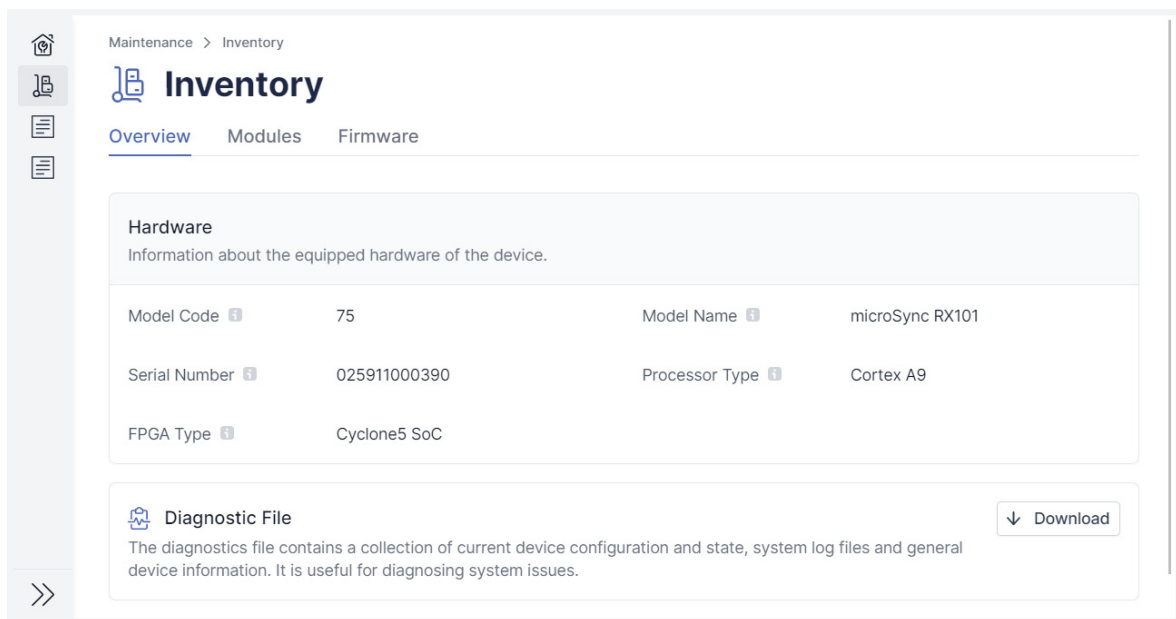 Maintenance > Inventory
Inventory
Overview Modules Firmware
Hardware
Information about the equipped hardware of the device.
Model Code 75 Model Name microSync RX101
Serial Number 025911000390 Processor Type Cortex A9
FPGA Type Cyclone5 SoC
Diagnostic File Download
The diagnostics file contains a collection of current device configuration and state, system log files and general
device information. It is useful for diagnosing system issues.